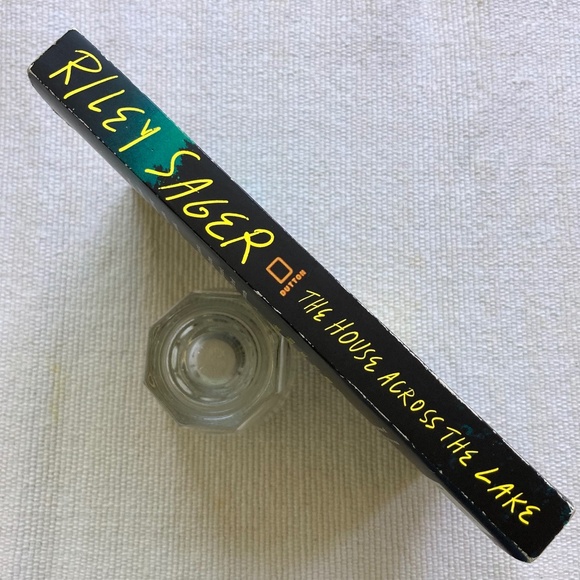 RILEY SAGER
DUTTON
THE HOUSE ACROSS THE LAKE